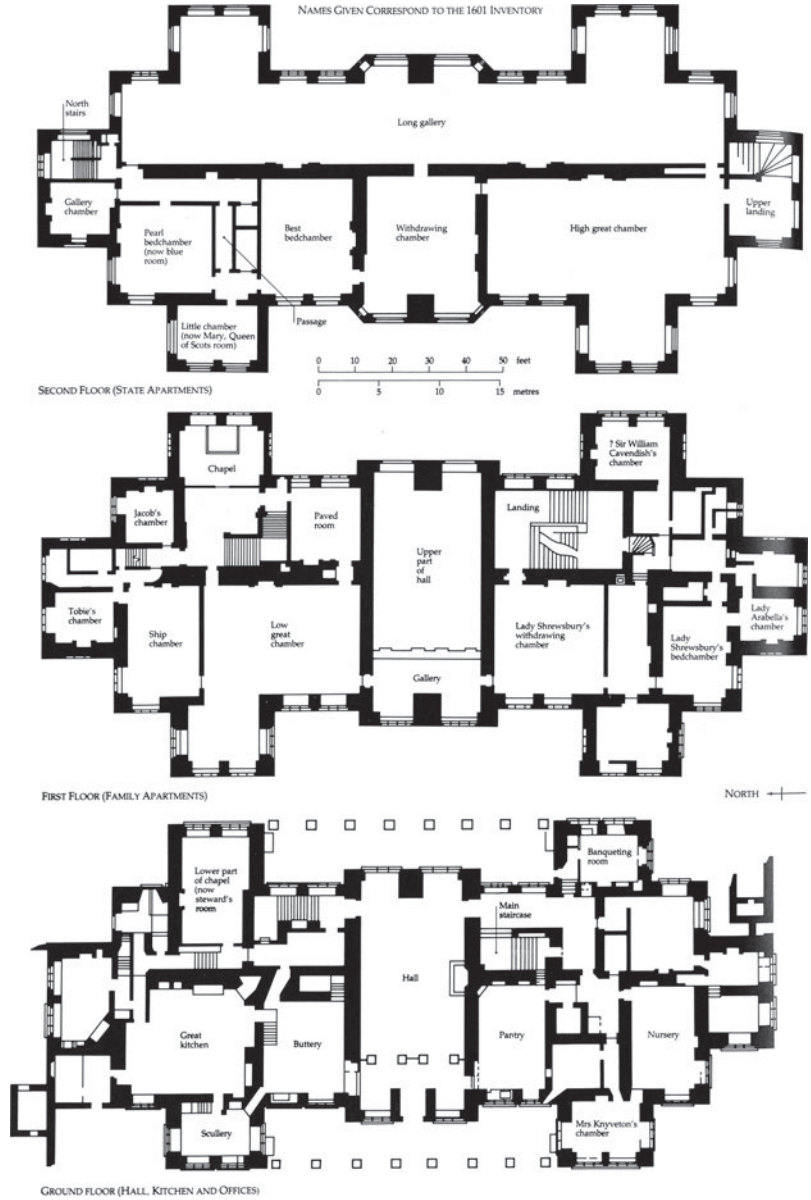 NAMES GIVEN CORRESPOND TO THE 1601 INVENTORY
North
stairs
Long gallery
Gallery
chamber
Pearl
bedchamber
(now blue
room)
Best
bedchamber
Withdrawing
chamber
High great chamber
Upper
landing
Passage
Little chamber
(now Mary, Queen
of Scots room)
0 10 20 30 40 50 feet
0 5 10 15 metres
SECOND FLOOR (STATE APARTMENTS)
Chapel
? Sir William
Cavendish's
chamber
Jacob's
chamber
Paved
room
Landing
Upper
part
of
hall
Tobie's
chamber
Ship
chamber
Low
great
chamber
Lady Shrewsbury's
withdrawing
chamber
Lady
Shrewsbury's
bedchamber
Lady
Arabella's
chamber
Gallery
FIRST FLOOR (FAMILY APARTMENTS)
NORTH
Lower part
of chapel
(now
steward's
room
Banqueting
room
Main
staircase
Hall
Great
kitchen
Buttery
Pantry
Nursery
Scullery
Mrs Knyveton's
chamber
GROUND FLOOR (HALL, KITCHEN AND OFFICES)